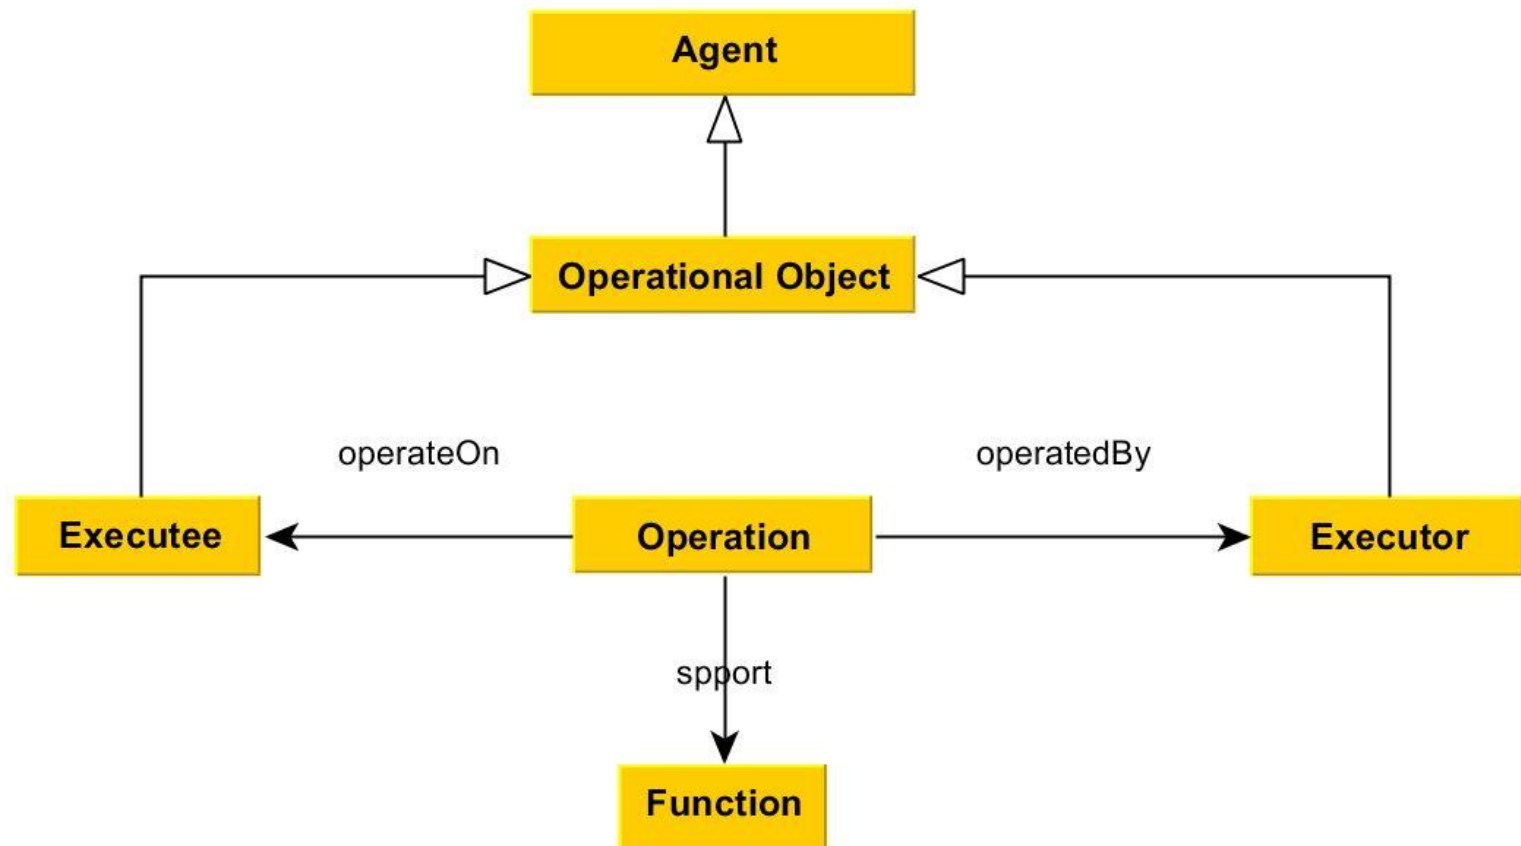 Agent
Operational Object
operateOn
operatedBy
Executee
Operation
Executor
spport
Function